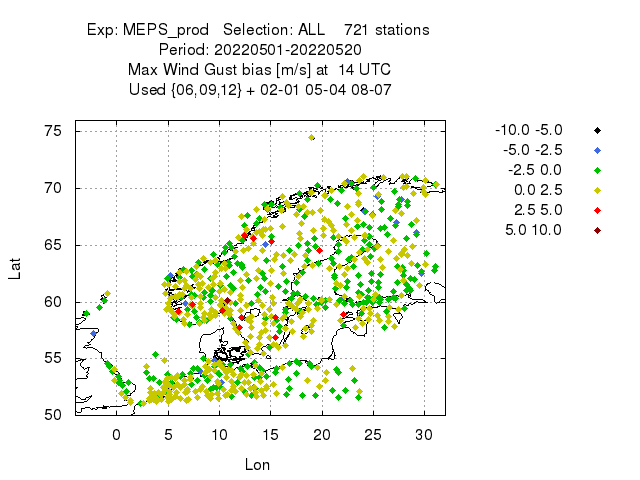 Exp: MEPS_prod   Selection: ALL    721 stations
Period: 20220501-20220520
Max Wind Gust bias [m/s] at  14 UTC
Used {06,09,12} + 02-01 05-04 08-07
-10.0 -5.0
-5.0 -2.5
-2.5 0.0
0.0 2.5
2.5 5.0
5.0 10.0
75
70
65
60
55
50
Lat
0 5 10 15 20 25 30
Lon